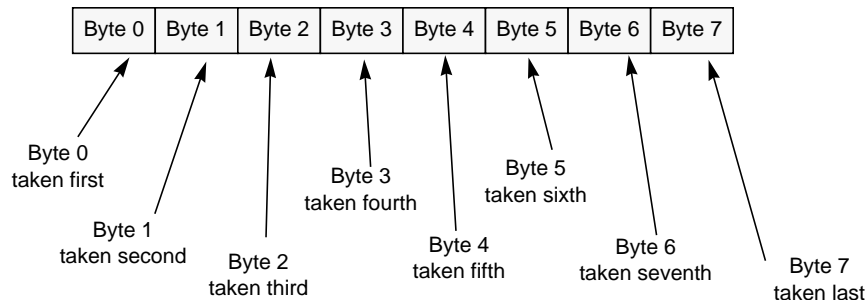 Byte 0 Byte 1 Byte 2 Byte 3 Byte 4 Byte 5 Byte 6 Byte 7
Byte 0
taken first
Byte 1
taken second
Byte 2
taken third
Byte 3
taken fourth
Byte 4
taken fifth
Byte 5
taken sixth
Byte 6
taken seventh
Byte 7
taken last